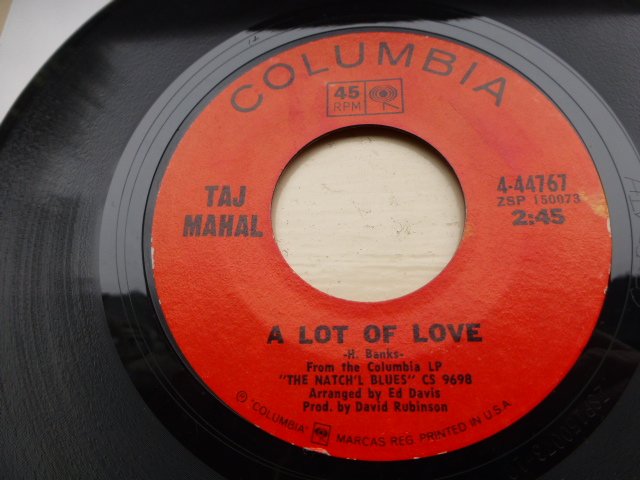 COLUMBIA
45
RPM
TAJ
MAHAL
4-44767
ZSP 150073
2:45
A LOT OF LOVE
-H. Banks-
From the Columbia LP
"THE NATCH'L BLUES" CS 9698
Arranged by Ed Davis
Prod. by David Rubinson
℗ "COLUMBIA" MARCAS REG. PRINTED IN U.S.A.